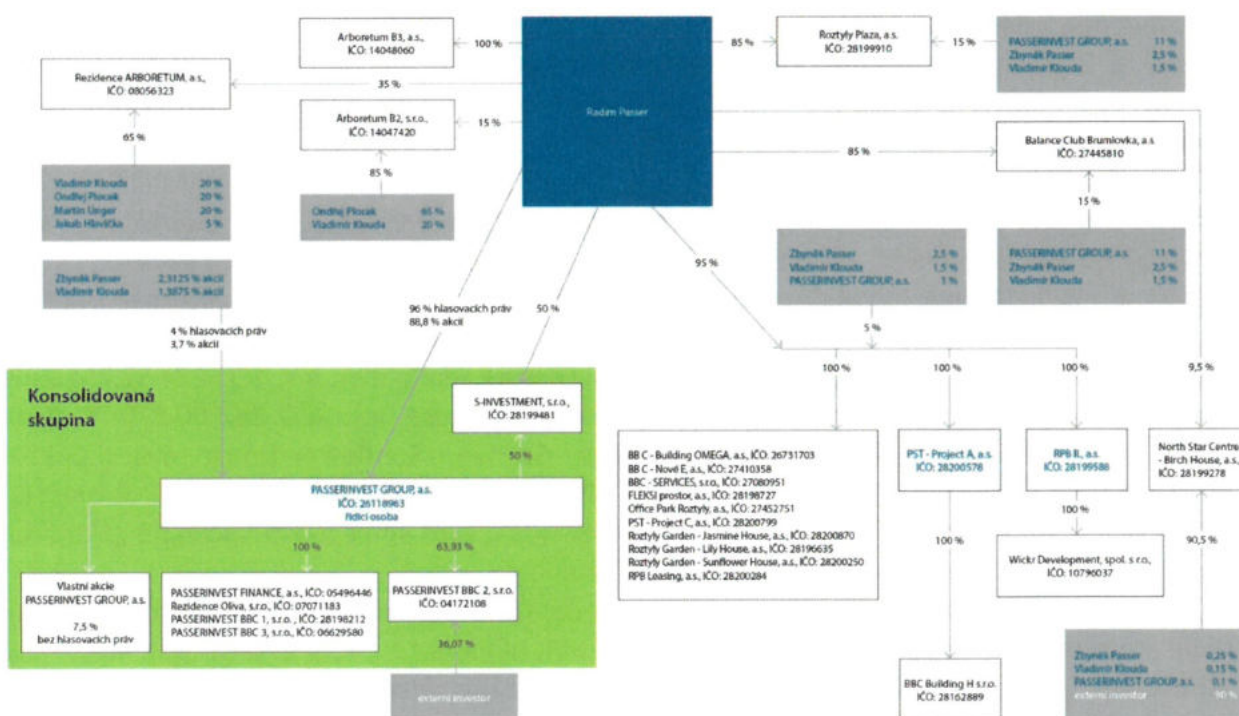 Arboretum B3, a.s.,
IČO: 14048060
100 %
Radim Passer
85 %
Roztyly Plaza, a.s.
IČO: 28199910
15 %
PASSERINVEST GROUP, a.s. 11 %
Zbyněk Passer 2,5 %
Vladimír Klouda 1,5 %
Rezidence ARBORETUM, a.s.,
IČO: 08056323
35 %
Arboretum B2, s.r.o.,
IČO: 14047420
15 %
65 %
85 %
85 %
Balance Club Brumlovka, a.s.
IČO: 27445810
15 %
Vladimír Klouda 20 %
Ondřej Plocek 20 %
Martin Unger 20 %
Jakub Hlavička 5 %
Ondřej Plocek 65 %
Vladimír Klouda 20 %
Zbyněk Passer 2,5 %
Vladimír Klouda 1,5 %
PASSERINVEST GROUP, a.s. 1 %
PASSERINVEST GROUP, a.s. 11 %
Zbyněk Passer 2,5 %
Vladimír Klouda 1,5 %
Zbyněk Passer 2,3125 % akcií
Vladimír Klouda 1,3875 % akcií
4 % hlasovacích práv
3,7 % akcií
96 % hlasovacích práv
88,8 % akcií
50 %
95 %
5 %
100 %
100 %
100 %
9,5 %
Konsolidovaná
skupina
S-INVESTMENT, s.r.o.,
IČO: 28199481
50 %
PASSERINVEST GROUP, a.s.
IČO: 26118963
řídící osoba
100 %
63,93 %
Vlastní akcie
PASSERINVEST GROUP, a.s.
7,5 %
bez hlasovacích práv
PASSERINVEST FINANCE, a.s., IČO: 05496446
Rezidence Oliva, s.r.o., IČO: 07071183
PASSERINVEST BBC 1, s.r.o. , IČO: 28198212
PASSERINVEST BBC 3, s.r.o., IČO: 06629580
PASSERINVEST BBC 2, s.r.o.
IČO: 04172108
36,07 %
externí investor
BB C - Building OMEGA, a.s., IČO: 26731703
BB C - Nové E, a.s., IČO: 27410358
BBC - SERVICES, s.r.o., IČO: 27080951
FLEKSI prostor, a.s., IČO: 28198727
Office Park Roztyly, a.s., IČO: 27452751
PST - Project C, a.s., IČO: 28200799
Roztyly Garden - Jasmine House, a.s., IČO: 28200870
Roztyly Garden - Lily House, a.s., IČO: 28196635
Roztyly Garden - Sunflower House, a.s., IČO: 28200250
RPB Leasing, a.s., IČO: 28200284
PST - Project A, a.s.
IČO: 28200578
100 %
BBC Building H s.r.o.
IČO: 28162889
RPB II., a.s.
IČO: 28199588
100 %
Wickr Development, spol. s r.o.,
IČO: 10796037
North Star Centre
- Birch House, a.s.,
IČO: 28199278
90,5 %
Zbyněk Passer 0,25 %
Vladimír Klouda 0,15 %
PASSERINVEST GROUP, a.s. 0,1 %
externí investor 90 %